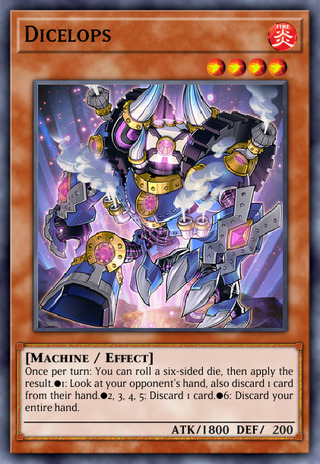 Dicelops
FIRE
炎
[Machine / Effect]
Once per turn: You can roll a six-sided die, then apply the
result.●1: Look at your opponent's hand, also discard 1 card
from their hand.●2, 3, 4, 5: Discard 1 card.●6: Discard your
entire hand.
ATK/1800 DEF/ 200